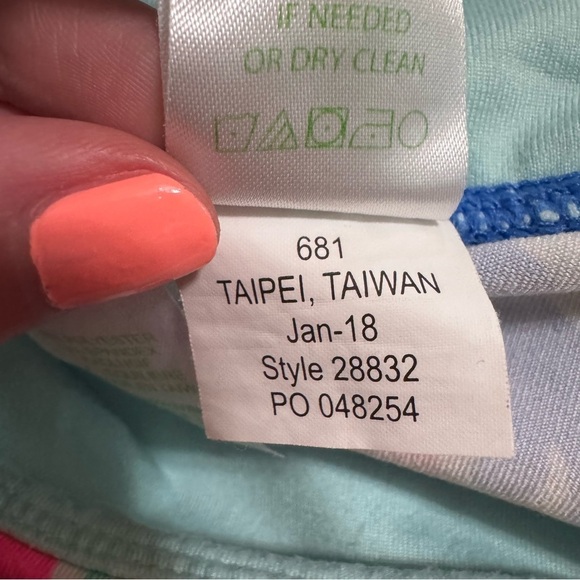 IF NEEDED
OR DRY CLEAN
681
TAIPEI, TAIWAN
Jan-18
Style 28832
PO 048254